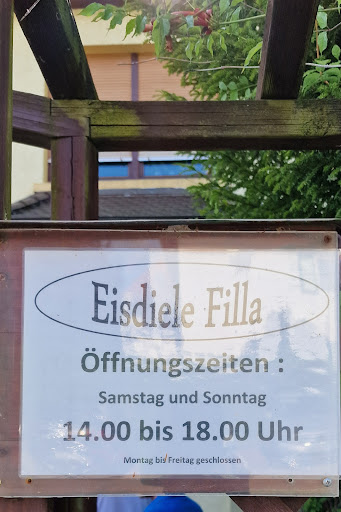 Eisdiele Filla
Öffnungszeiten :
Samstag und Sonntag
14.00 bis 18.00 Uhr
Montag bis Freitag geschlossen